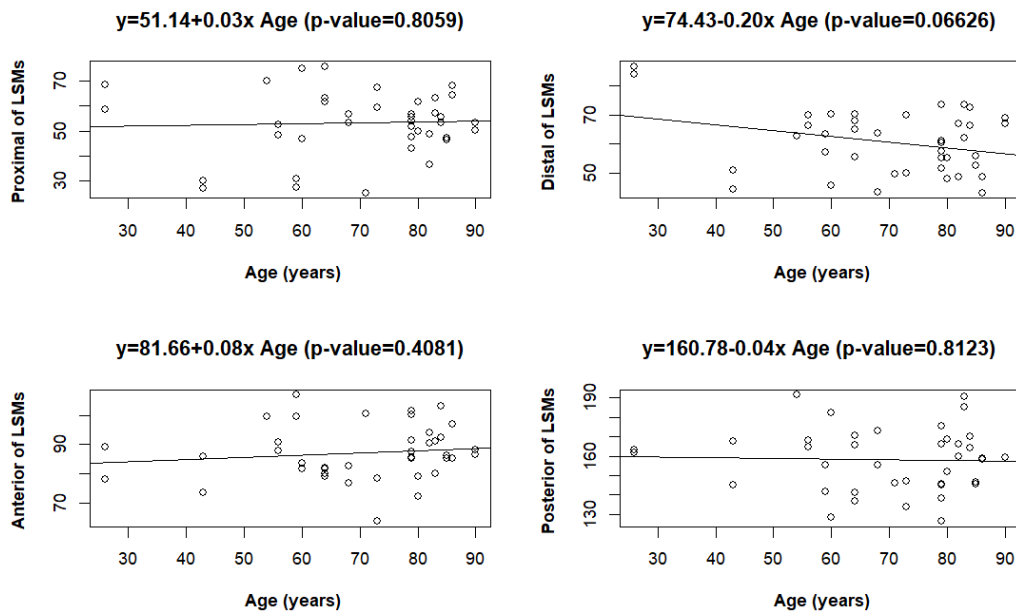 y=51.14+0.03x Age (p-value=0.8059)
Proximal of LSMs
30 50 70
30 40 50 60 70 80 90
Age (years)
y=74.43-0.20x Age (p-value=0.06626)
Distal of LSMs
50 70
30 40 50 60 70 80 90
Age (years)
y=81.66+0.08x Age (p-value=0.4081)
Anterior of LSMs
70 90
30 40 50 60 70 80 90
Age (years)
y=160.78-0.04x Age (p-value=0.8123)
Posterior of LSMs
130 160 190
30 40 50 60 70 80 90
Age (years)